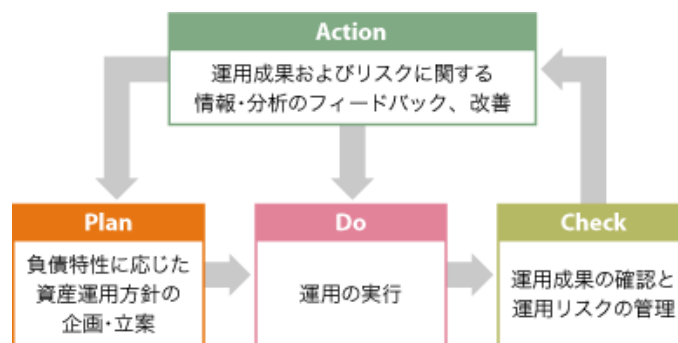 Action
運用成果およびリスクに関する
情報・分析のフィードバック、改善
Plan
負債特性に応じた
資産運用方針の
企画・立案
Do
運用の実行
Check
運用成果の確認と
運用リスクの管理